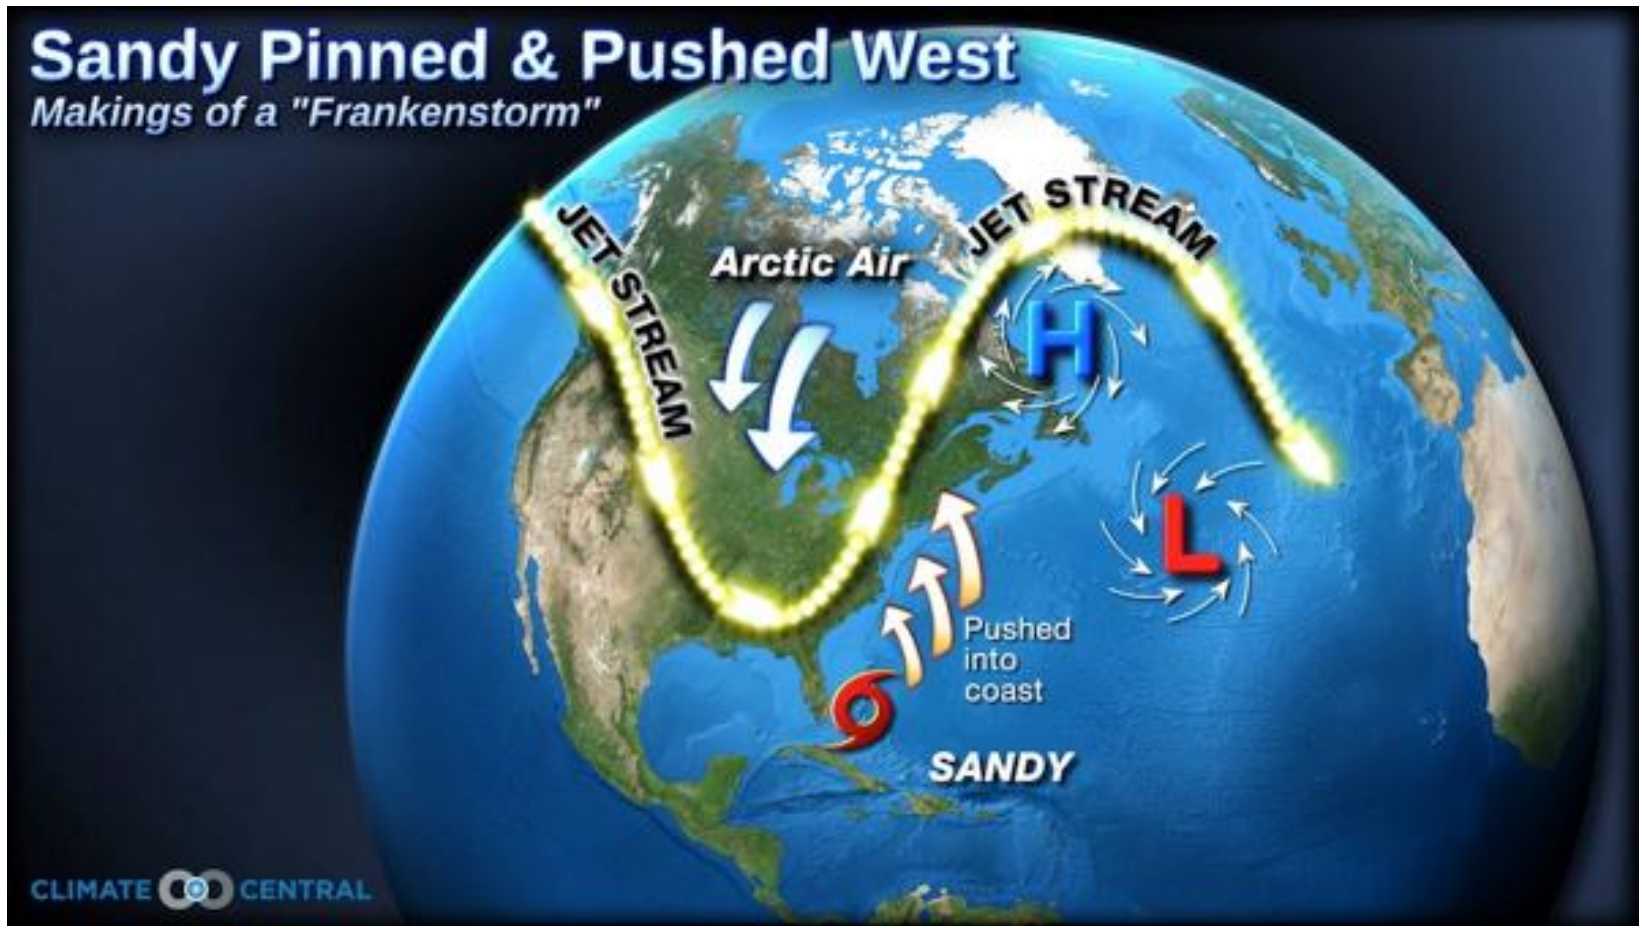 Sandy Pinned & Pushed West
Makings of a "Frankenstorm"
JET STREAM
JET STREAM
Arctic Air
H
L
Pushed
into
coast
SANDY
CLIMATE CENTRAL